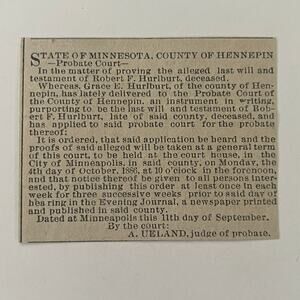 STATE OF MINNESOTA, COUNTY OF HENNEPIN
—Probate Court—
In the matter of proving the alleged last will and
testament of Robert F. Hurlburt, deceased.
Whereas, Grace E. Hurlburt, of the county of Hen-
nepin, has lately delivered to the Probate Court of
the County of Hennepin, an instrument in writing,
purporting to be the last will and testament of Rob-
ert F. Hurlburt, late of said county, deceased, and
has applied to said probate court for the probate
thereof;
It is ordered, that said application be heard and the
proofs of said alleged will be taken at a general term
of this court, to be held at the court house, in the
City of Minneapolis, in said county, on Monday, the
4th day of October, 1886, at 10 o'clock in the forenoon,
and that notice thereof be given to all persons inter-
ested, by publishing this order at least once in each
week for three successive weeks prior to said day of
hearing in the Evening Journal, a newspaper printed
and published in said county.
Dated at Minneapolis this 11th day of September.
By the court:
A. UELAND, judge of probate.